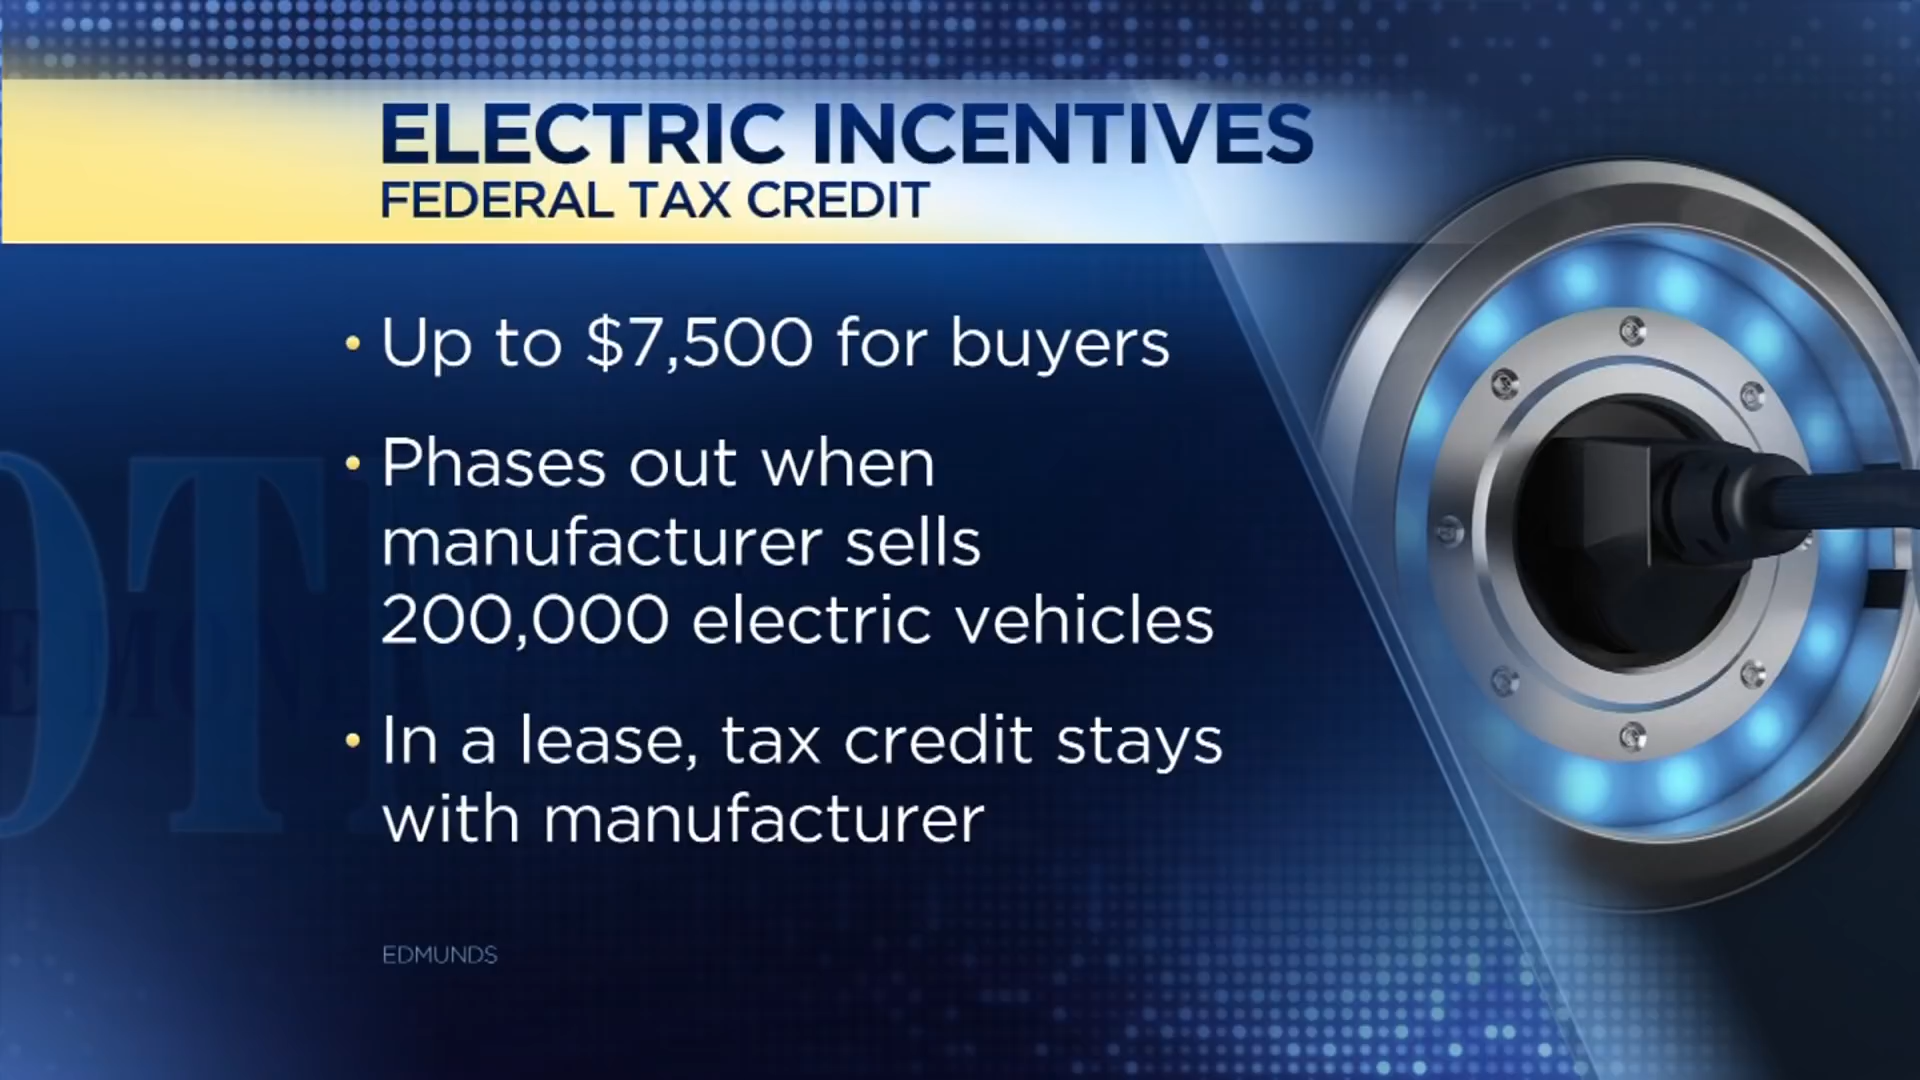 ELECTRIC INCENTIVES
FEDERAL TAX CREDIT
• Up to $7,500 for buyers
• Phases out when
manufacturer sells
200,000 electric vehicles
• In a lease, tax credit stays
with manufacturer
EDMUNDS